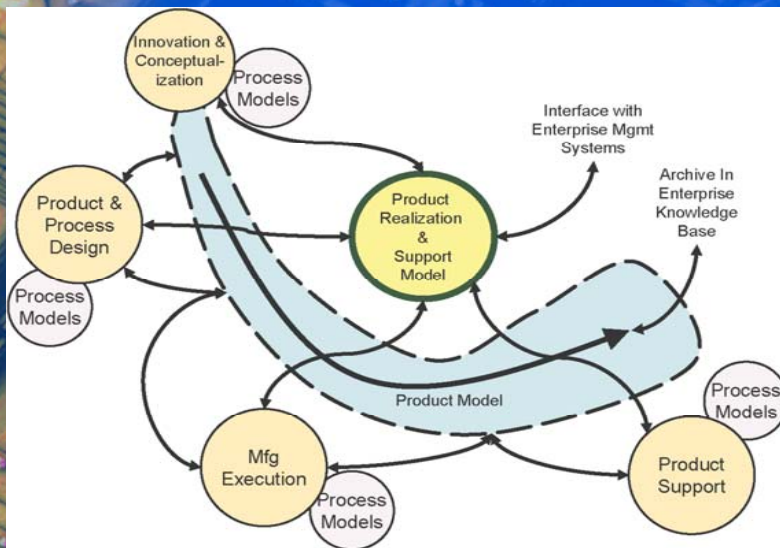 Innovation &
Conceptual-
ization
Process
Models
Interface with
Enterprise Mgmt
Systems
Archive In
Enterprise
Knowledge
Base
Product &
Process
Design
Process
Models
Product
Realization
&
Support
Model
Product Model
Mfg
Execution
Process
Models
Process
Models
Product
Support